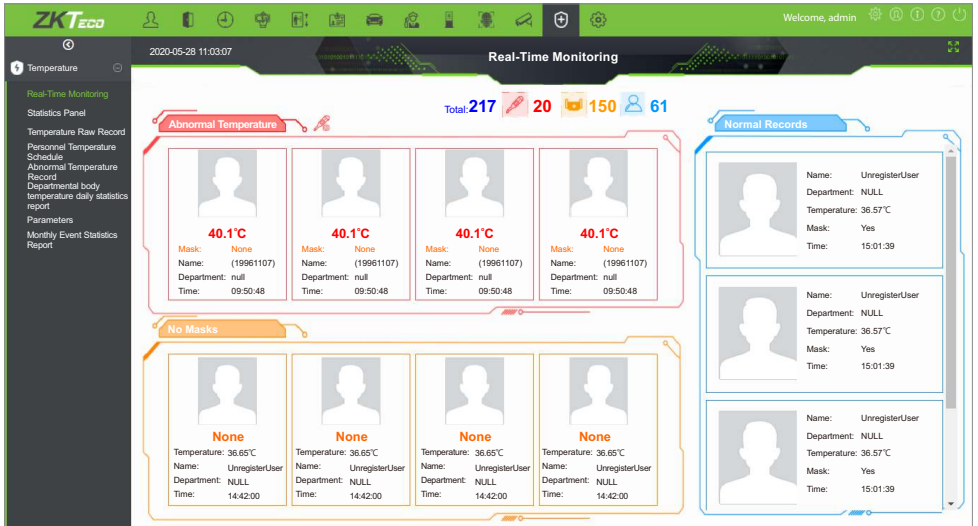 ZKTECO
Welcome, admin
Temperature
Real-Time Monitoring
Statistics Panel
Temperature Raw Record
Personnel Temperature
Schedule
Abnormal Temperature
Record
Departmental body
temperature daily statistics
report
Parameters
Monthly Event Statistics
Report
2020-05-28 11:03:07
Real-Time Monitoring
Total:217 20 150 61
Abnormal Temperature
40.1°C
Mask: None
Name: (19961107)
Department: null
Time: 09:50:48
40.1°C
Mask: None
Name: (19961107)
Department: null
Time: 09:50:48
40.1°C
Mask: None
Name: (19961107)
Department: null
Time: 09:50:48
40.1°C
Mask: None
Name: (19961107)
Department: null
Time: 09:50:48
No Masks
None
Temperature: 36.65°C
Name: UnregisterUser
Department: NULL
Time: 14:42:00
None
Temperature: 36.65°C
Name: UnregisterUser
Department: NULL
Time: 14:42:00
None
Temperature: 36.65°C
Name: UnregisterUser
Department: NULL
Time: 14:42:00
None
Temperature: 36.65°C
Name: UnregisterUser
Department: NULL
Time: 14:42:00
Normal Records
Name: UnregisterUser
Department: NULL
Temperature: 36.57°C
Mask: Yes
Time: 15:01:39
Name: UnregisterUser
Department: NULL
Temperature: 36.57°C
Mask: Yes
Time: 15:01:39
Name: UnregisterUser
Department: NULL
Temperature: 36.57°C
Mask: Yes
Time: 15:01:39